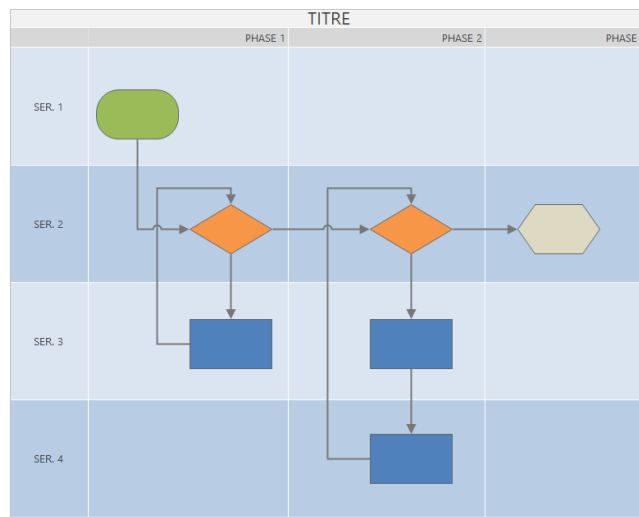 TITRE
PHASE 1
PHASE 2
PHASE
SER. 1
SER. 2
SER. 3
SER. 4